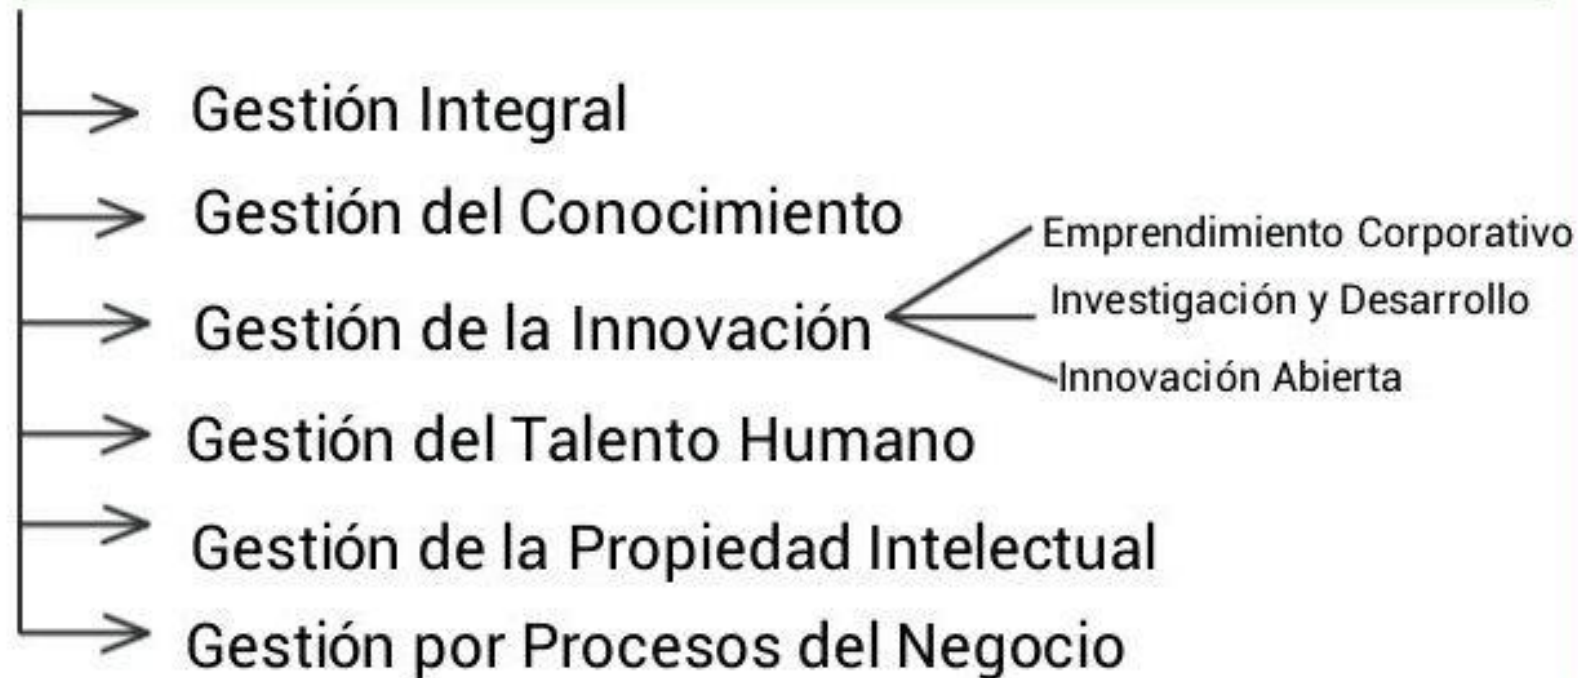 Gestión Integral
Gestión del Conocimiento
Gestión de la Innovación
Emprendimiento Corporativo
Investigación y Desarrollo
Innovación Abierta
Gestión del Talento Humano
Gestión de la Propiedad Intelectual
Gestión por Procesos del Negocio